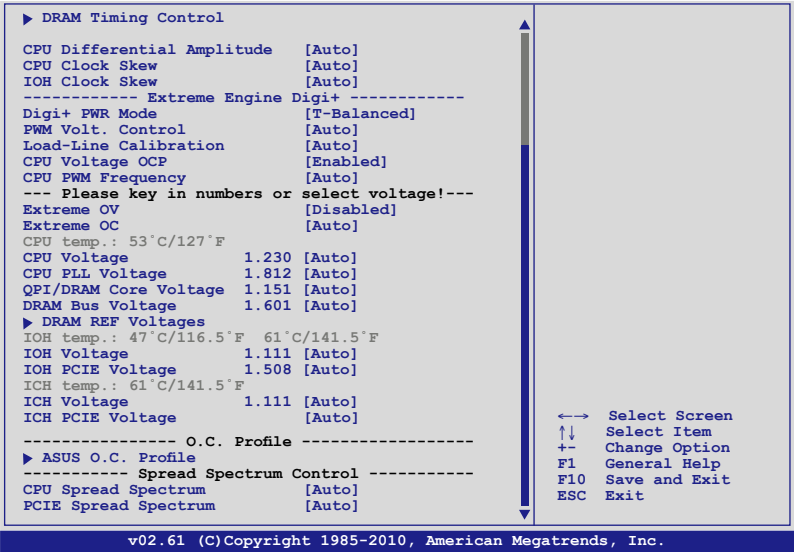 ▶ DRAM Timing Control
CPU Differential Amplitude [Auto]
CPU Clock Skew [Auto]
IOH Clock Skew [Auto]
------------ Extreme Engine Digi+ ------------
Digi+ PWR Mode [T-Balanced]
PWM Volt. Control [Auto]
Load-Line Calibration [Auto]
CPU Voltage OCP [Enabled]
CPU PWM Frequency [Auto]
--- Please key in numbers or select voltage!---
Extreme OV [Disabled]
Extreme OC [Auto]
CPU temp.: 53˚C/127˚F
CPU Voltage 1.230 [Auto]
CPU PLL Voltage 1.812 [Auto]
QPI/DRAM Core Voltage 1.151 [Auto]
DRAM Bus Voltage 1.601 [Auto]
▶ DRAM REF Voltages
IOH temp.: 47˚C/116.5˚F 61˚C/141.5˚F
IOH Voltage 1.111 [Auto]
IOH PCIE Voltage 1.508 [Auto]
ICH temp.: 61˚C/141.5˚F
ICH Voltage 1.111 [Auto]
ICH PCIE Voltage [Auto]
---------------- O.C. Profile ------------------
▶ ASUS O.C. Profile
----------- Spread Spectrum Control -----------
CPU Spread Spectrum [Auto]
PCIE Spread Spectrum [Auto]
←→ Select Screen
↑↓ Select Item
+- Change Option
F1 General Help
F10 Save and Exit
ESC Exit
v02.61 (C)Copyright 1985-2010, American Megatrends, Inc.